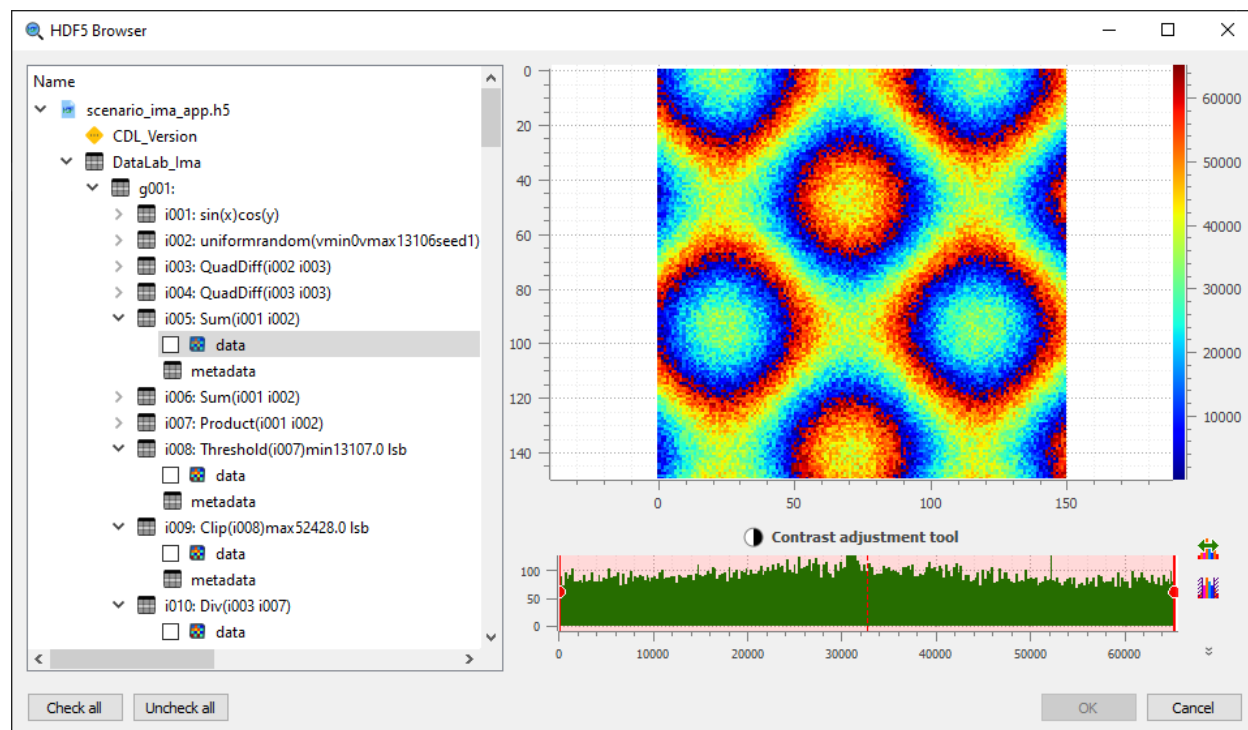 HDF5 Browser
Name
scenario_ima_app.h5
CDL_Version
DataLab_Ima
g001:
i001: sin(x)cos(y)
i002: uniformrandom(vmin0vmax13106seed1)
i003: QuadDiff(i002 i003)
i004: QuadDiff(i003 i003)
i005: Sum(i001 i002)
data
metadata
i006: Sum(i001 i002)
i007: Product(i001 i002)
i008: Threshold(i007)min13107.0 lsb
data
metadata
i009: Clip(i008)max52428.0 lsb
data
metadata
i010: Div(i003 i007)
data
Check all Uncheck all
0
20
40
60
80
100
120
140
0 50 100 150
60000
50000
40000
30000
20000
10000
Contrast adjustment tool
100
50
0
0 10000 20000 30000 40000 50000 60000
OK Cancel